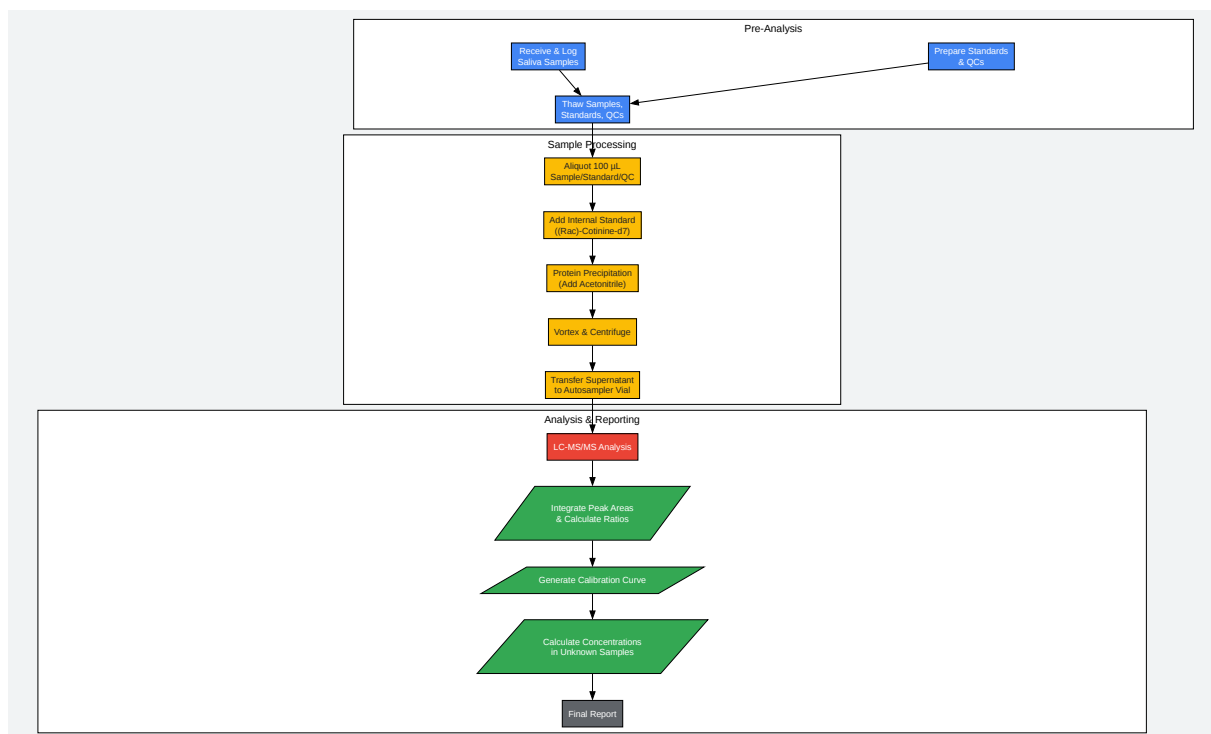 Pre-Analysis
Receive & Log
Saliva Samples
Prepare Standards
& QCs
Thaw Samples,
Standards, QCs
Sample Processing
Aliquot 100 µL
Sample/Standard/QC
Add Internal Standard
((Rac)-Cotinine-d7)
Protein Precipitation
(Add Acetonitrile)
Vortex & Centrifuge
Transfer Supernatant
to Autosampler Vial
Analysis & Reporting
LC-MS/MS Analysis
Integrate Peak Areas
& Calculate Ratios
Generate Calibration Curve
Calculate Concentrations
in Unknown Samples
Final Report